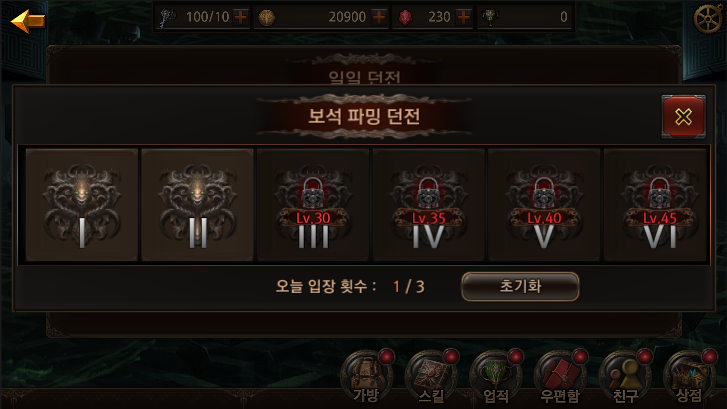 100/10
20900
230
0
일일 던전
보석 파밍 던전
I
II
Lv.30
III
Lv.35
IV
Lv.40
V
Lv.45
VI
오늘 입장 횟수 : 1 / 3
초기화
가방
스킬
업적
우편함
친구
상점